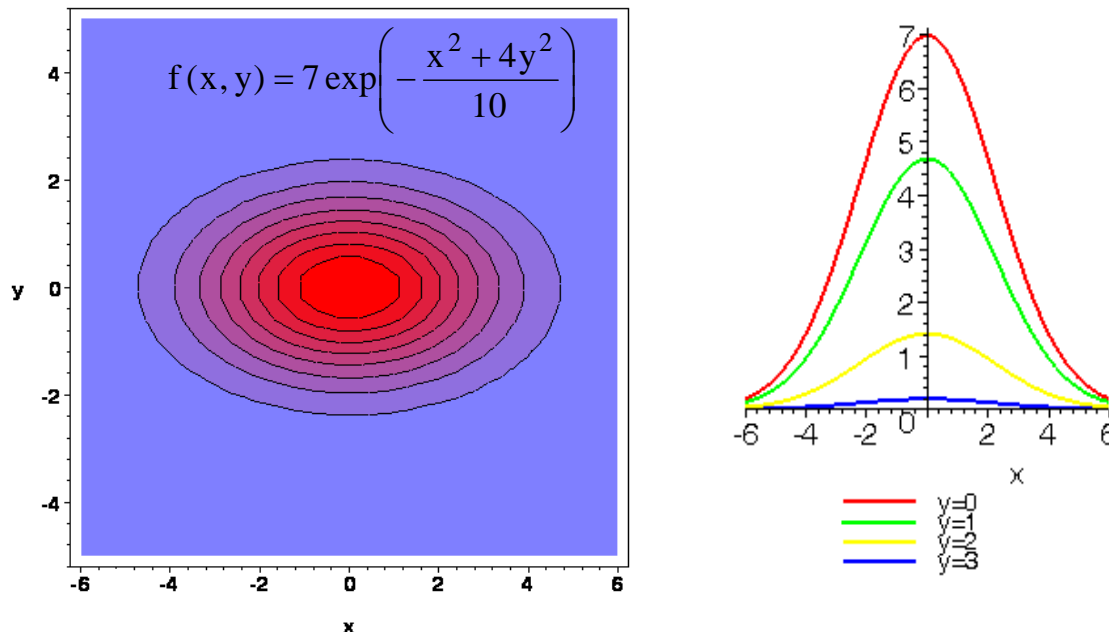 f (x, y) = 7 exp(− (x² + 4y²) / 10)
4
2
0
-2
-4
y
-6 -4 -2 0 2 4 6
x
7
6
5
4
3
2
1
0
-6 -4 -2 2 4 6
x
y=0
y=1
y=2
y=3